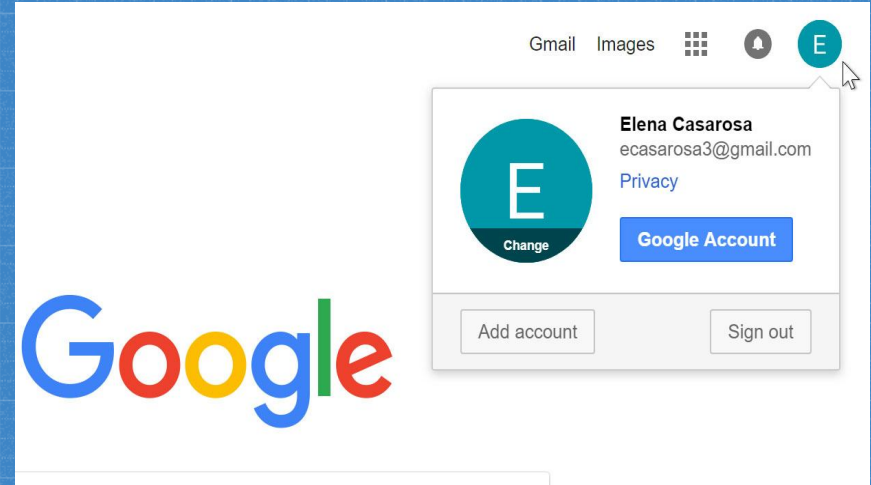 Gmail Images E
Elena Casarosa
ecasarosa3@gmail.com
Privacy
E
Change
Google Account
Add account Sign out
Google